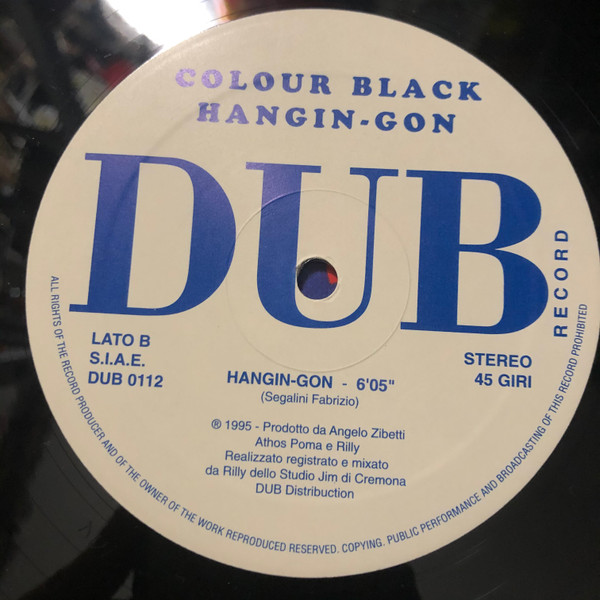 COLOUR BLACK
HANGIN-GON
DUB
RECORD
LATO B
S.I.A.E.
DUB 0112
STEREO
45 GIRI
HANGIN-GON - 6'05"
(Segalini Fabrizio)
℗ 1995 - Prodotto da Angelo Zibetti
Athos Poma e Rilly
Realizzato registrato e mixato
da Rilly dello Studio Jim di Cremona
DUB Distribuction
ALL RIGHTS OF THE RECORD PRODUCER AND OF THE OWNER OF THE WORK REPRODUCED RESERVED. COPYING. PUBLIC PERFORMANCE AND BROADCASTING OF THIS RECORD PROHIBITED